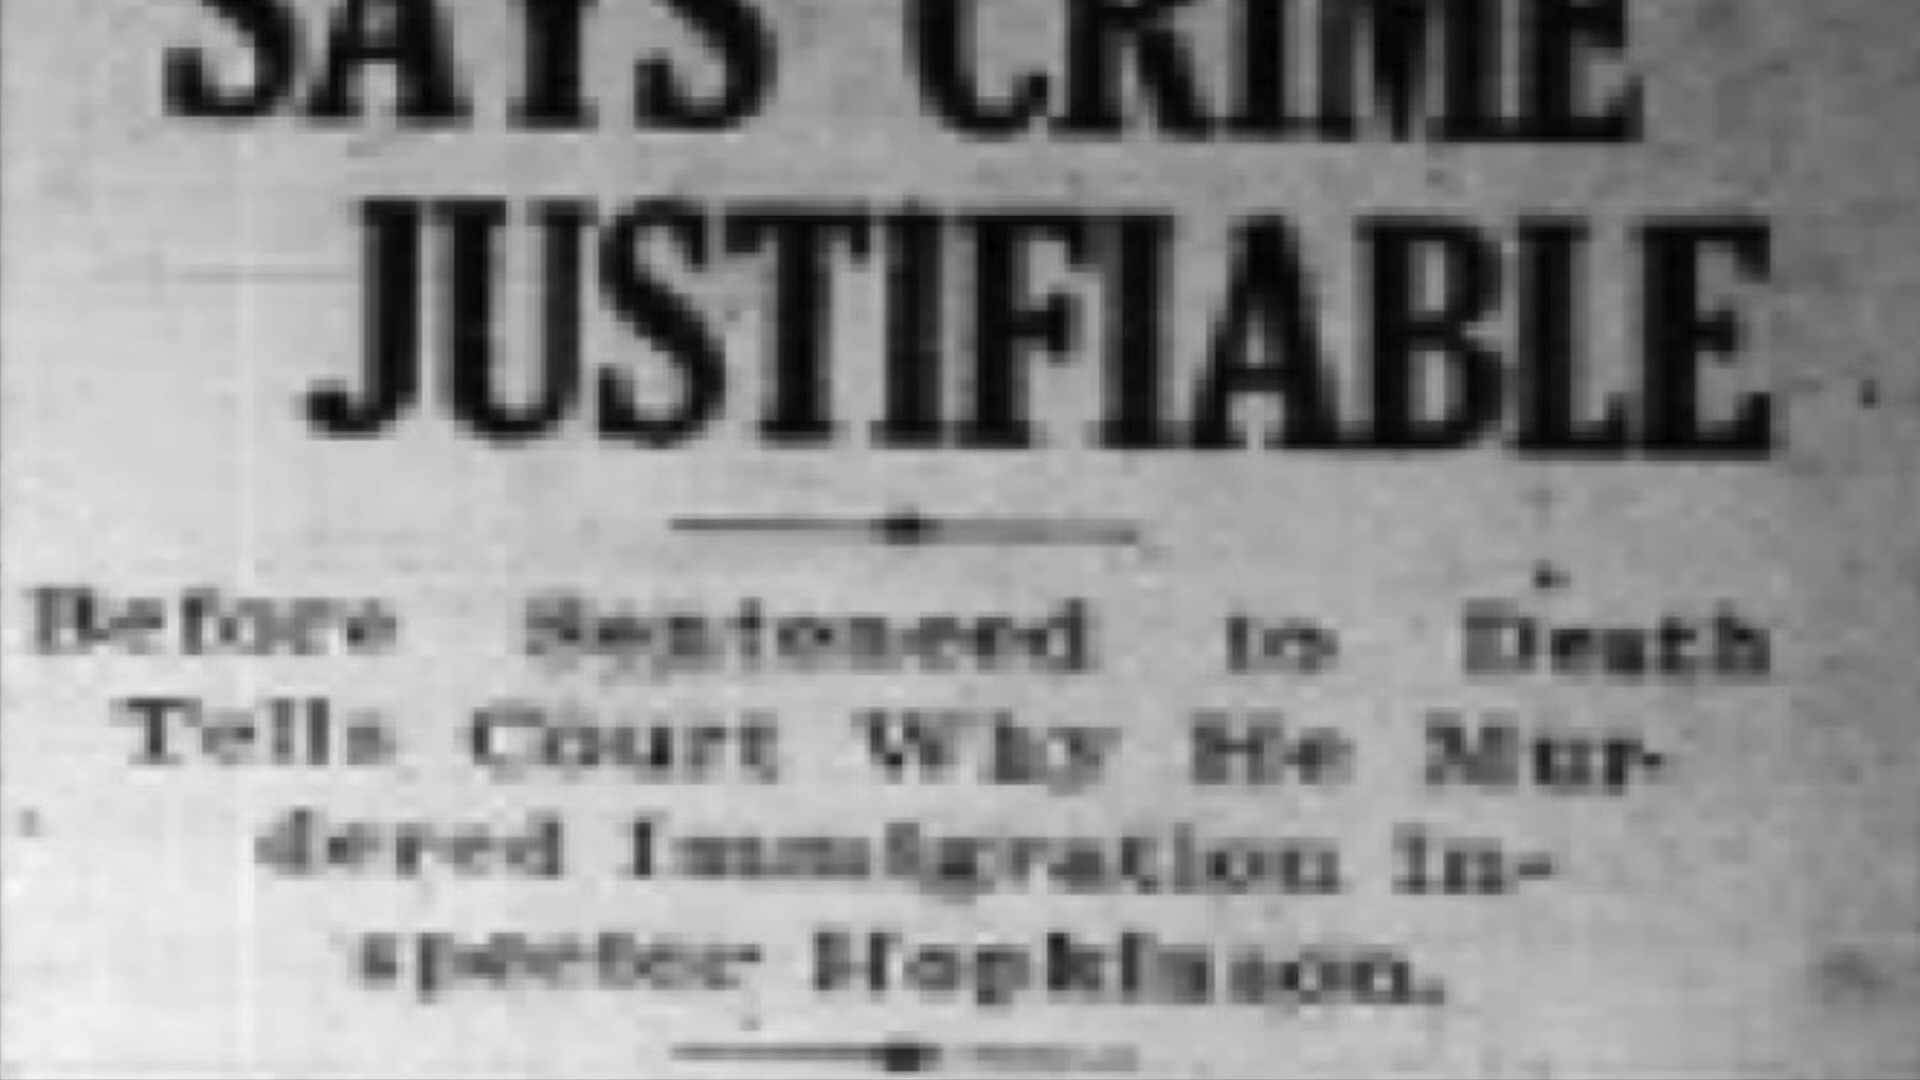 SAYS CRIME
JUSTIFIABLE
Before Sentenced to Death
Tells Court Why He Mur-
dered Immigration In-
spector Hopkinson.